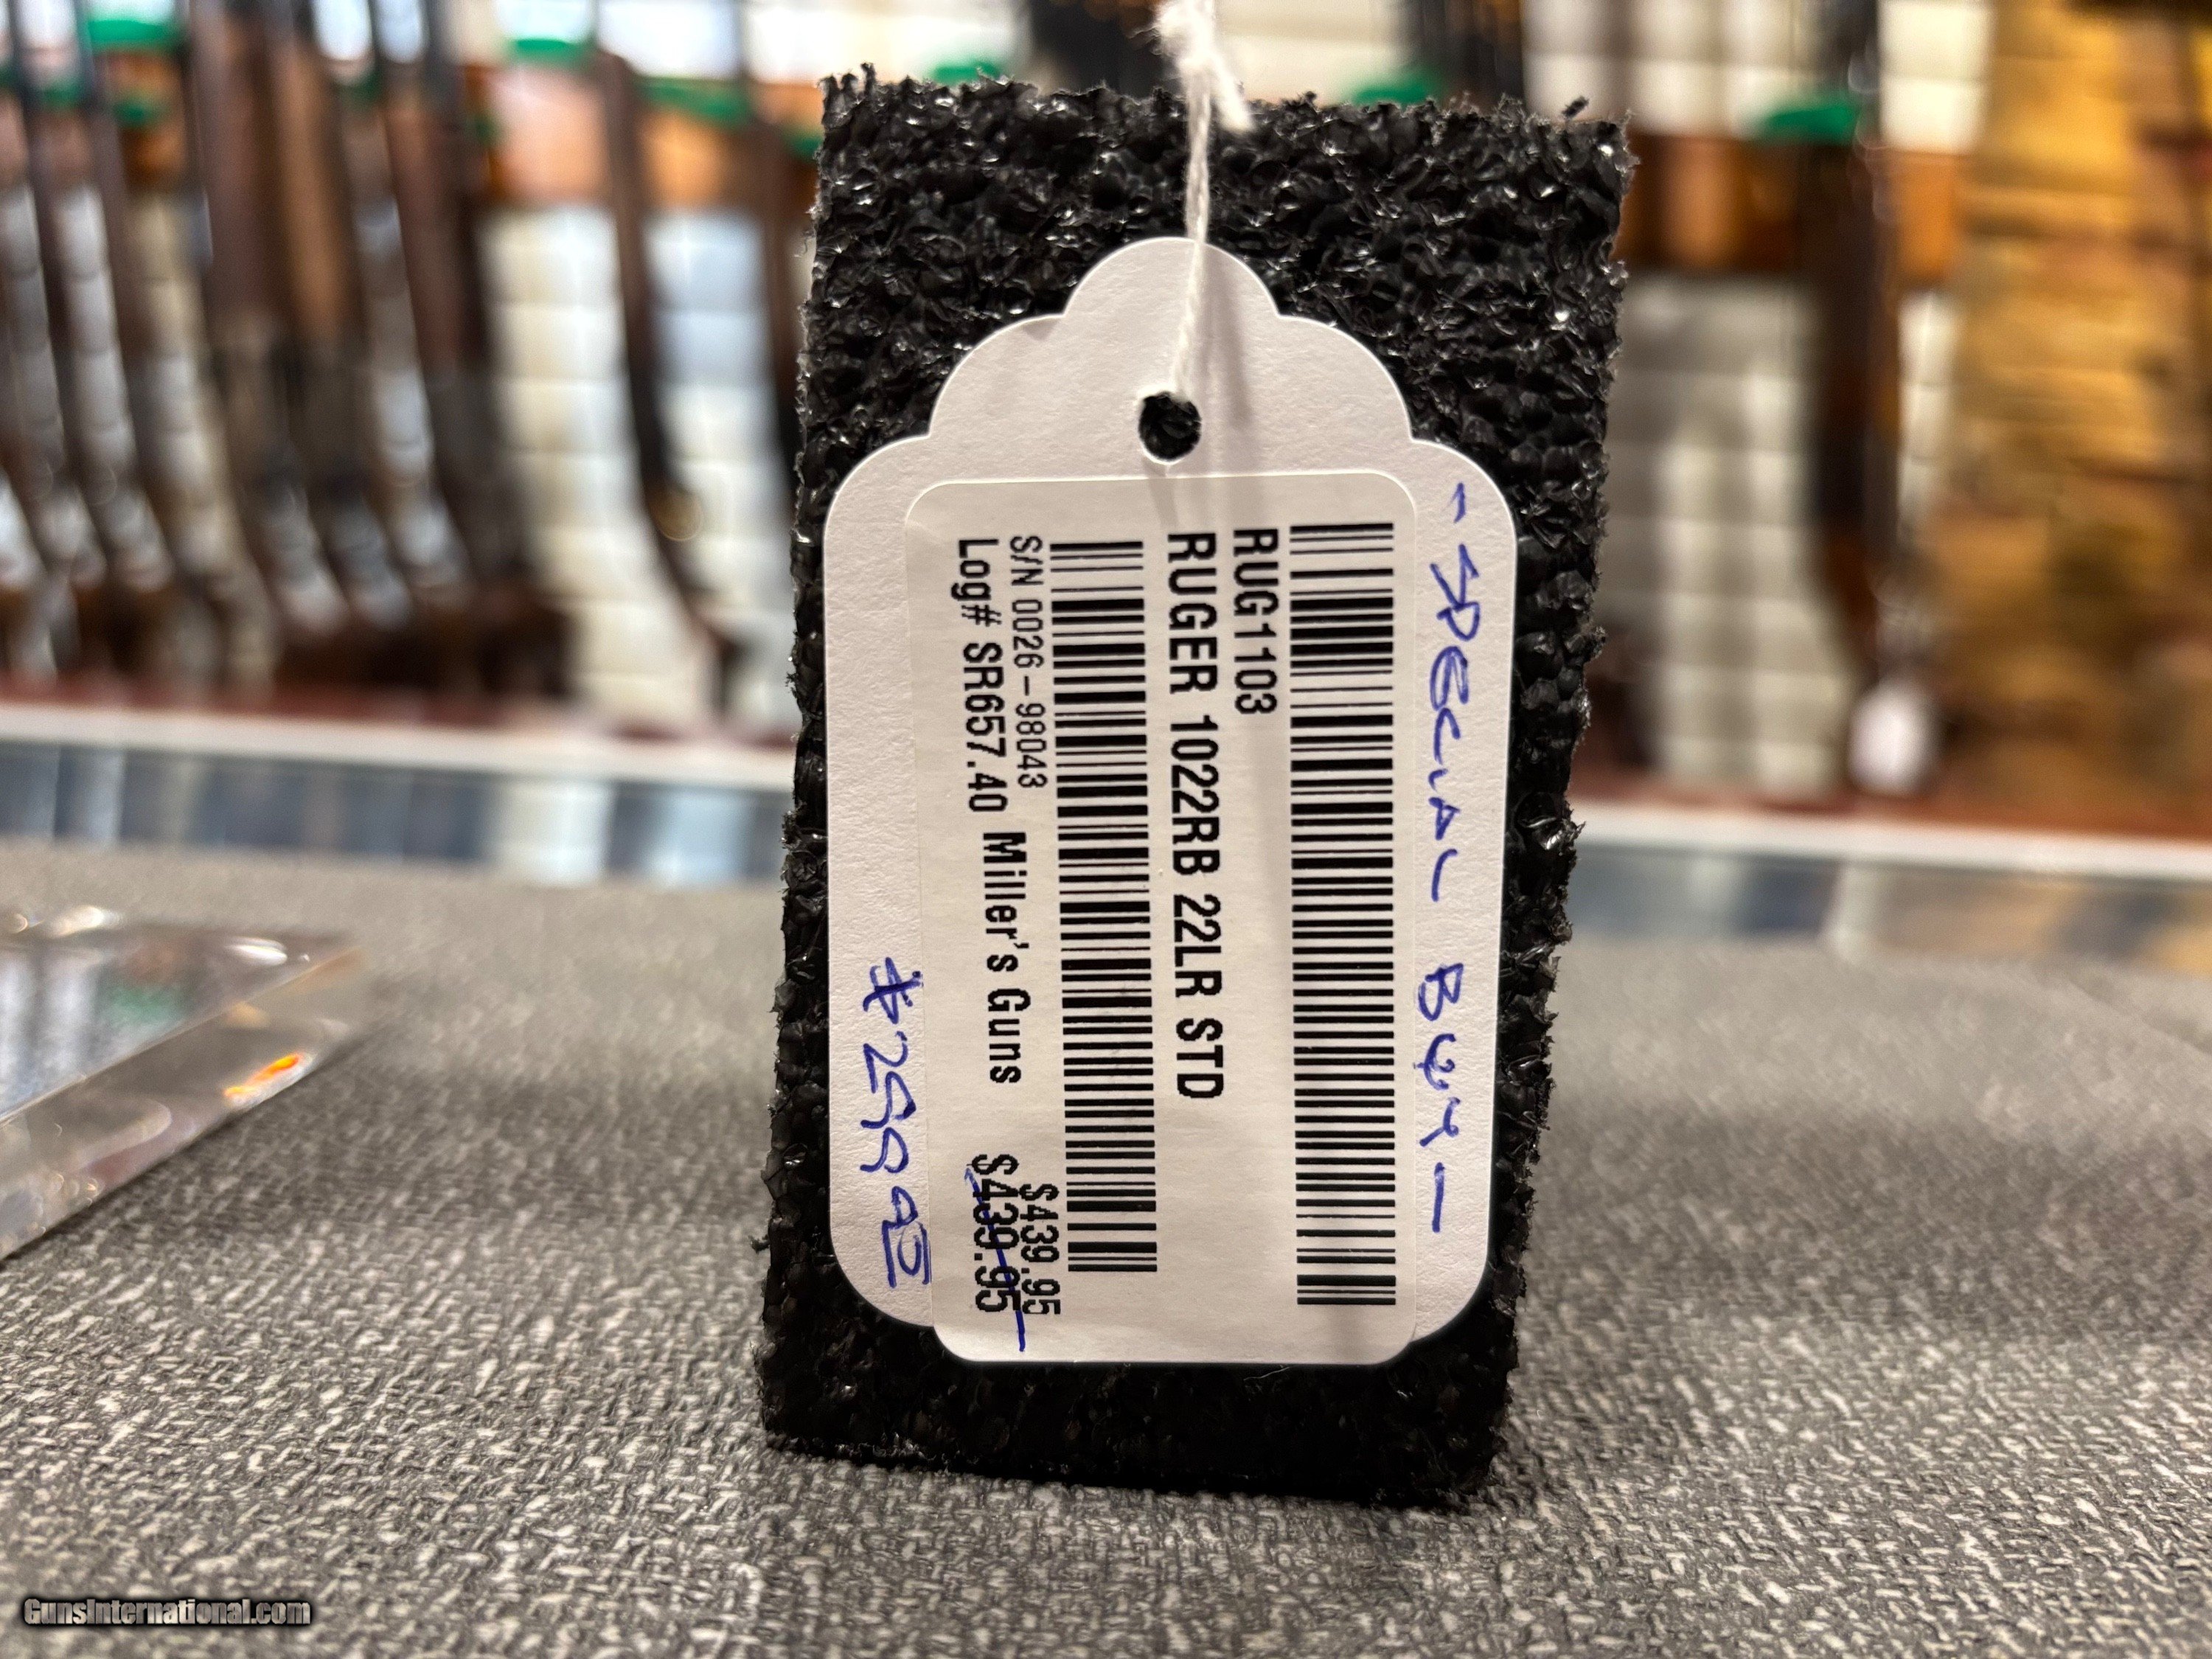 - SPECIAL BUY -
RUG1103
RUGER 1022RB 22LR STD
S/N 0026-98043
$439.95
Log# SR657.40 Miller's Guns
$439.95
$299.95
GunsInternational.com